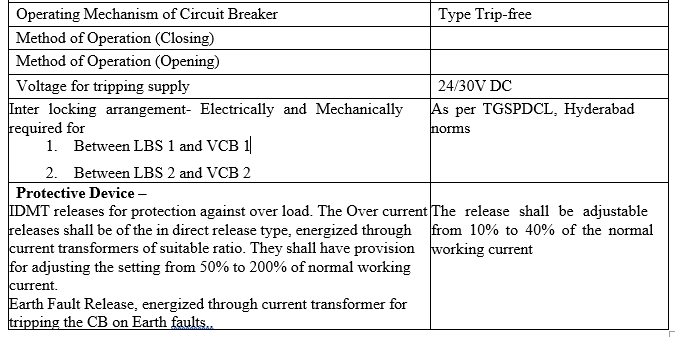 Operating Mechanism of Circuit Breaker Type Trip-free
Method of Operation (Closing)
Method of Operation (Opening)
Voltage for tripping supply 24/30V DC
Inter locking arrangement- Electrically and Mechanically
required for
1. Between LBS 1 and VCB 1
2. Between LBS 2 and VCB 2
As per TGSPDCL, Hyderabad
norms
Protective Device –
IDMT releases for protection against over load. The Over current
releases shall be of the in direct release type, energized through
current transformers of suitable ratio. They shall have provision
for adjusting the setting from 50% to 200% of normal working
current.
Earth Fault Release, energized through current transformer for
tripping the CB on Earth faults..
The release shall be adjustable
from 10% to 40% of the normal
working current